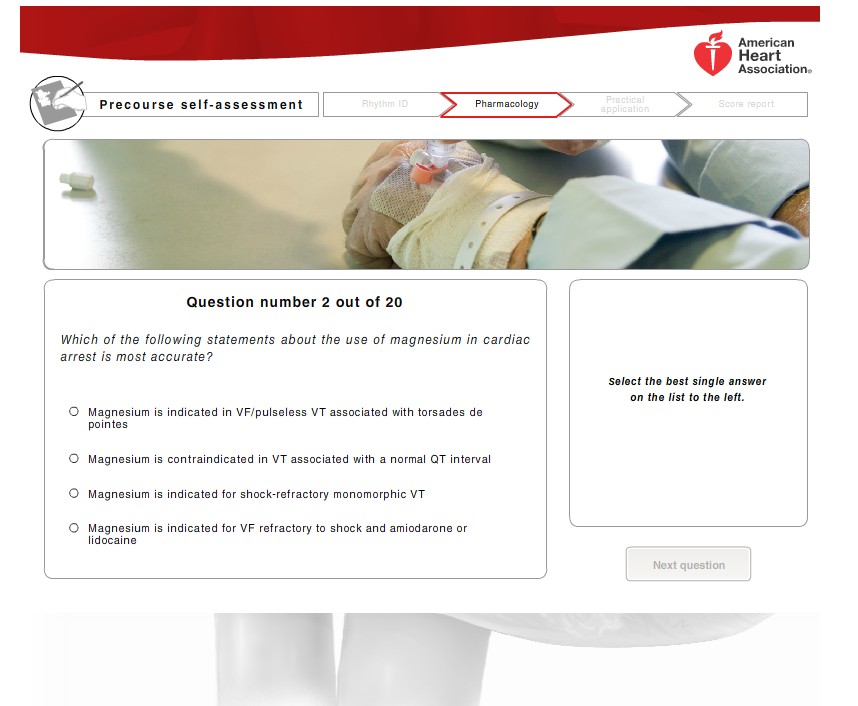 American
Heart
Association®
Precourse self-assessment
Rhythm ID
Pharmacology
Practical
application
Score report
Question number 2 out of 20
Which of the following statements about the use of magnesium in cardiac
arrest is most accurate?
Magnesium is indicated in VF/pulseless VT associated with torsades de
pointes
Magnesium is contraindicated in VT associated with a normal QT interval
Magnesium is indicated for shock-refractory monomorphic VT
Magnesium is indicated for VF refractory to shock and amiodarone or
lidocaine
Select the best single answer
on the list to the left.
Next question